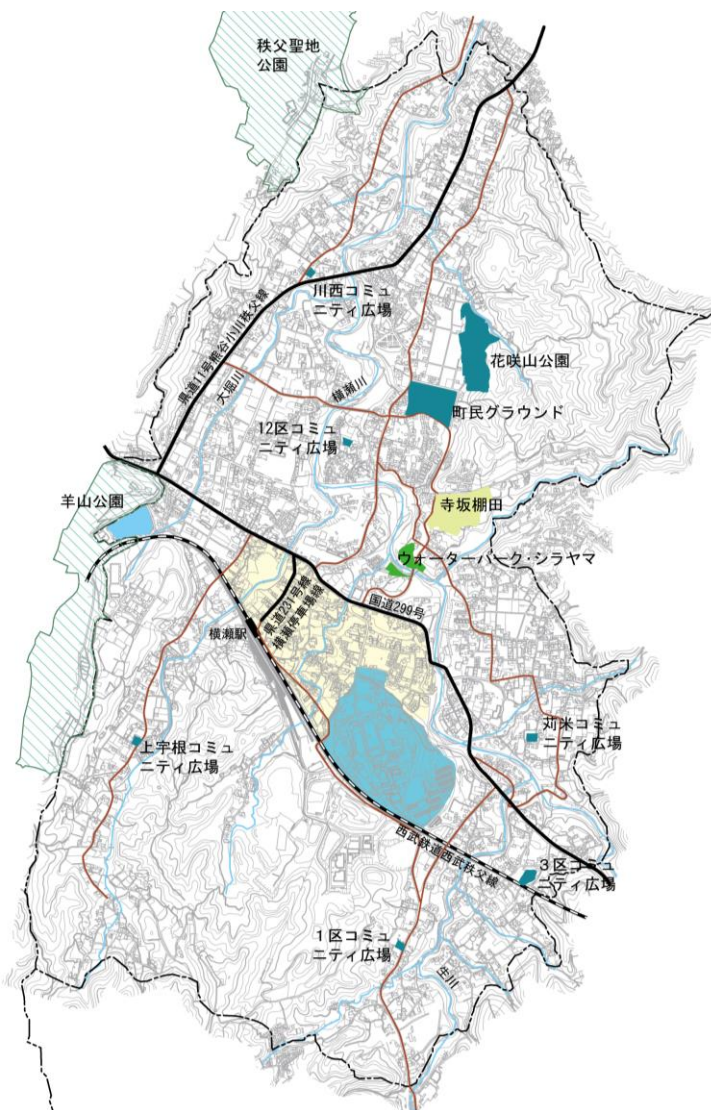 秩父聖地
公園
川西コミュ
ニティ広場
県道11号熊谷小川秩父線
大堀川
横瀬川
花咲山公園
町民グラウンド
12区コミュ
ニティ広場
羊山公園
寺坂棚田
ウォーターパーク・シラヤマ
県道231号線
横瀬停車場線
国道299号
横瀬駅
上宇根コミュ
ニティ広場
苅米コミュ
ニティ広場
西武鉄道西武秩父線
3区コミュ
ニティ広場
1区コミュ
ニティ広場
生川